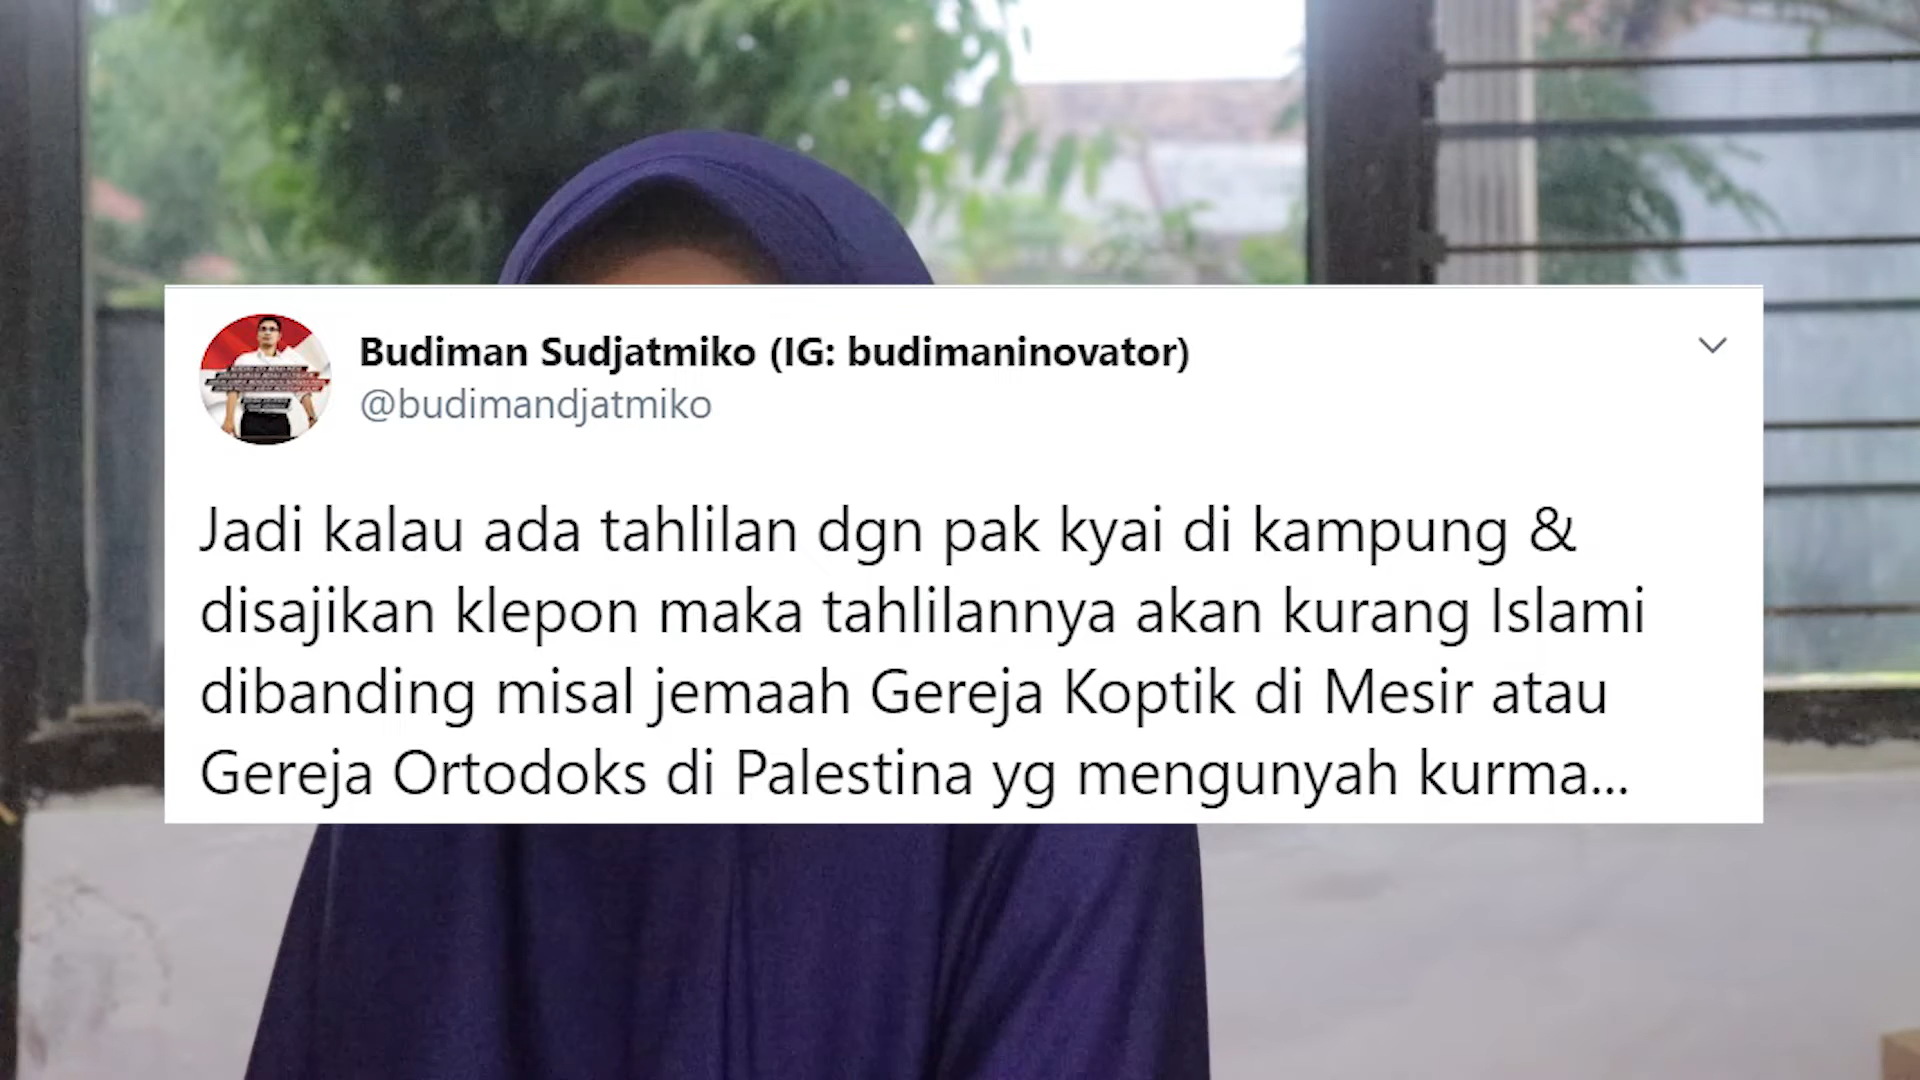 Budiman Sudjatmiko (IG: budimaninovator)
@budimandjatmiko
Jadi kalau ada tahlilan dgn pak kyai di kampung &
disajikan klepon maka tahlilannya akan kurang Islami
dibanding misal jemaah Gereja Koptik di Mesir atau
Gereja Ortodoks di Palestina yg mengunyah kurma...